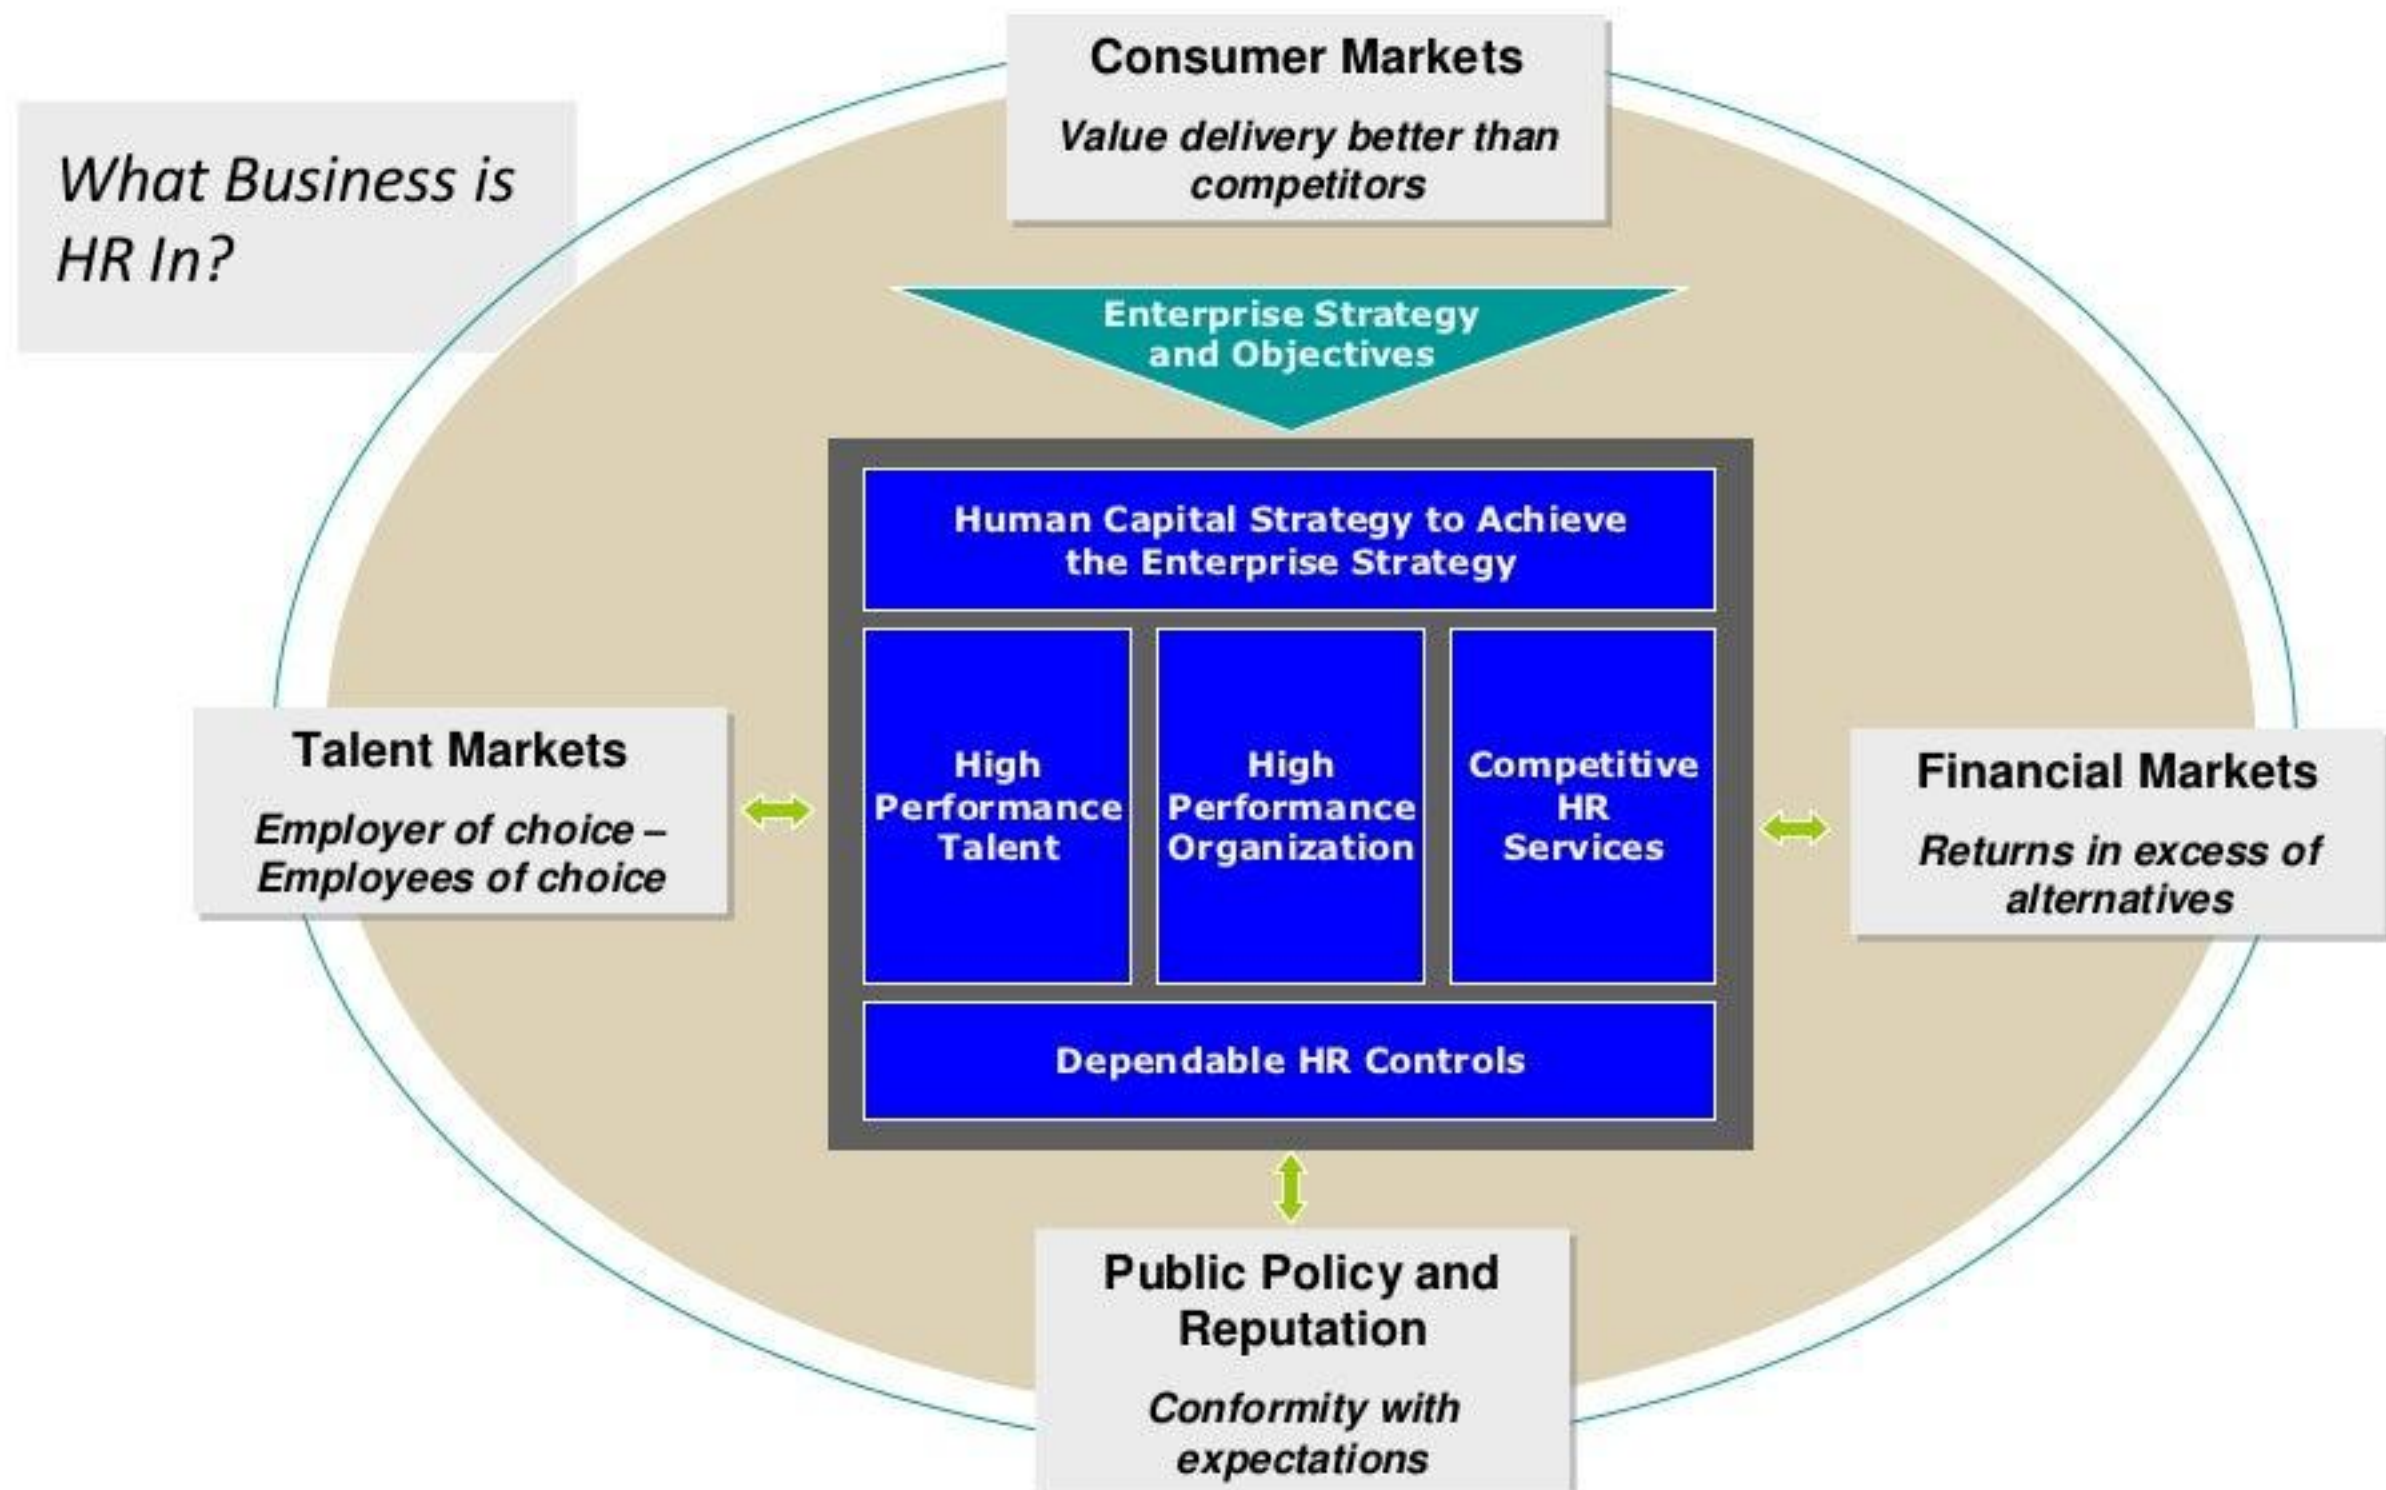 What Business is
HR In?
Consumer Markets
Value delivery better than
competitors
Enterprise Strategy
and Objectives
Human Capital Strategy to Achieve
the Enterprise Strategy
High
Performance
Talent
High
Performance
Organization
Competitive
HR
Services
Dependable HR Controls
Talent Markets
Employer of choice –
Employees of choice
Financial Markets
Returns in excess of
alternatives
Public Policy and
Reputation
Conformity with
expectations